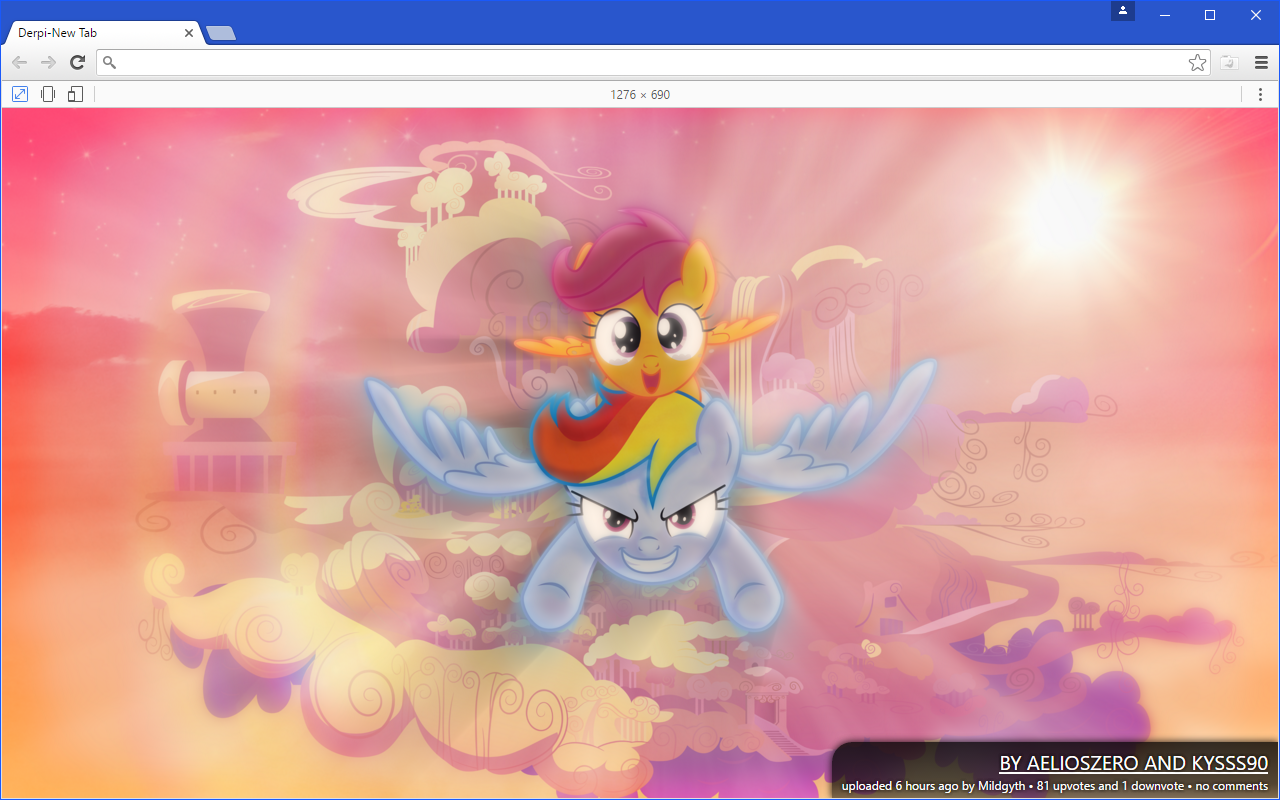 Derpi-New Tab
1276 × 690
BY AELIOSZERO AND KYSSS90
uploaded 6 hours ago by Mildgyth • 81 upvotes and 1 downvote • no comments